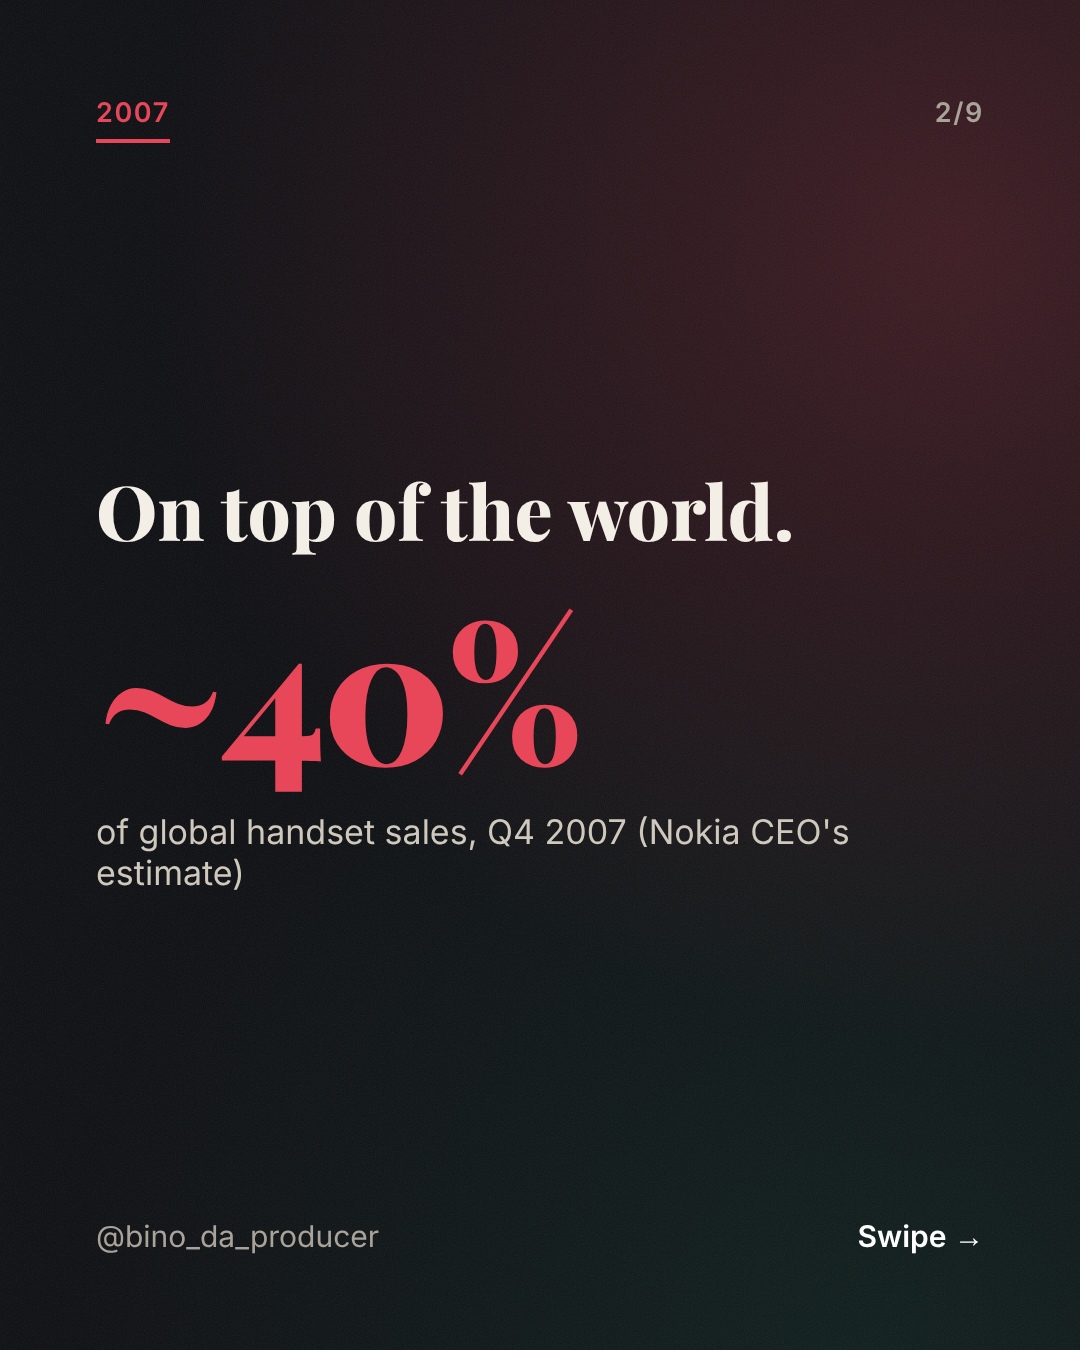 2007
2/9
On top of the world.
~40%
of global handset sales, Q4 2007 (Nokia CEO's
estimate)
@bino_da_producer
Swipe →